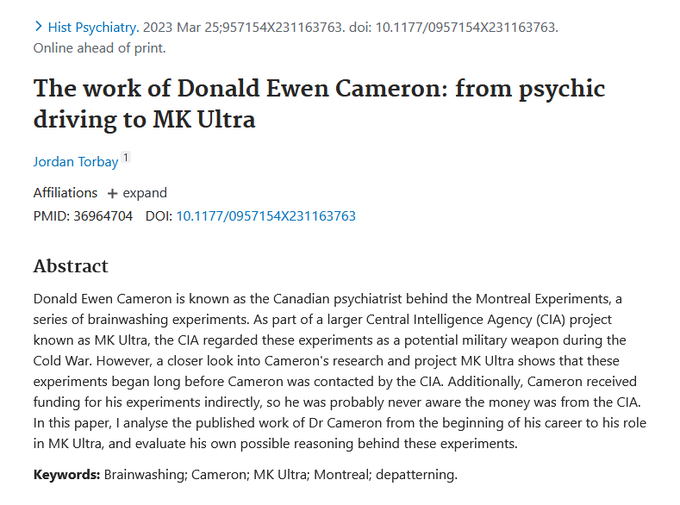 Hist Psychiatry. 2023 Mar 25;957154X231163763. doi: 10.1177/0957154X231163763.
Online ahead of print.
The work of Donald Ewen Cameron: from psychic
driving to MK Ultra
Jordan Torbay 1
Affiliations + expand
PMID: 36964704 DOI: 10.1177/0957154X231163763
Abstract
Donald Ewen Cameron is known as the Canadian psychiatrist behind the Montreal Experiments, a
series of brainwashing experiments. As part of a larger Central Intelligence Agency (CIA) project
known as MK Ultra, the CIA regarded these experiments as a potential military weapon during the
Cold War. However, a closer look into Cameron's research and project MK Ultra shows that these
experiments began long before Cameron was contacted by the CIA. Additionally, Cameron received
funding for his experiments indirectly, so he was probably never aware the money was from the CIA.
In this paper, I analyse the published work of Dr Cameron from the beginning of his career to his role
in MK Ultra, and evaluate his own possible reasoning behind these experiments.
Keywords: Brainwashing; Cameron; MK Ultra; Montreal; depatterning.